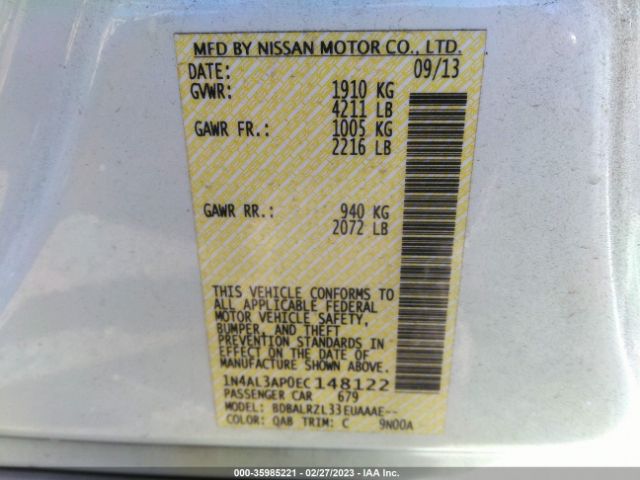 MFD BY NISSAN MOTOR CO., LTD.
DATE: 09/13
GVWR: 1910 KG
4211 LB
GAWR FR.: 1005 KG
2216 LB
GAWR RR.: 940 KG
2072 LB
THIS VEHICLE CONFORMS TO
ALL APPLICABLE FEDERAL
MOTOR VEHICLE SAFETY,
BUMPER, AND THEFT
PREVENTION STANDARDS IN
EFFECT ON THE DATE OF
MANUFACTURE SHOWN ABOVE.
1N4AL3AP0EC148122
PASSENGER CAR 679
MODEL: BDBALRZL33EUAAAE--
COLOR: QAB TRIM: C 9N00A
000-35985221 | 02/27/2023 | IAA Inc.